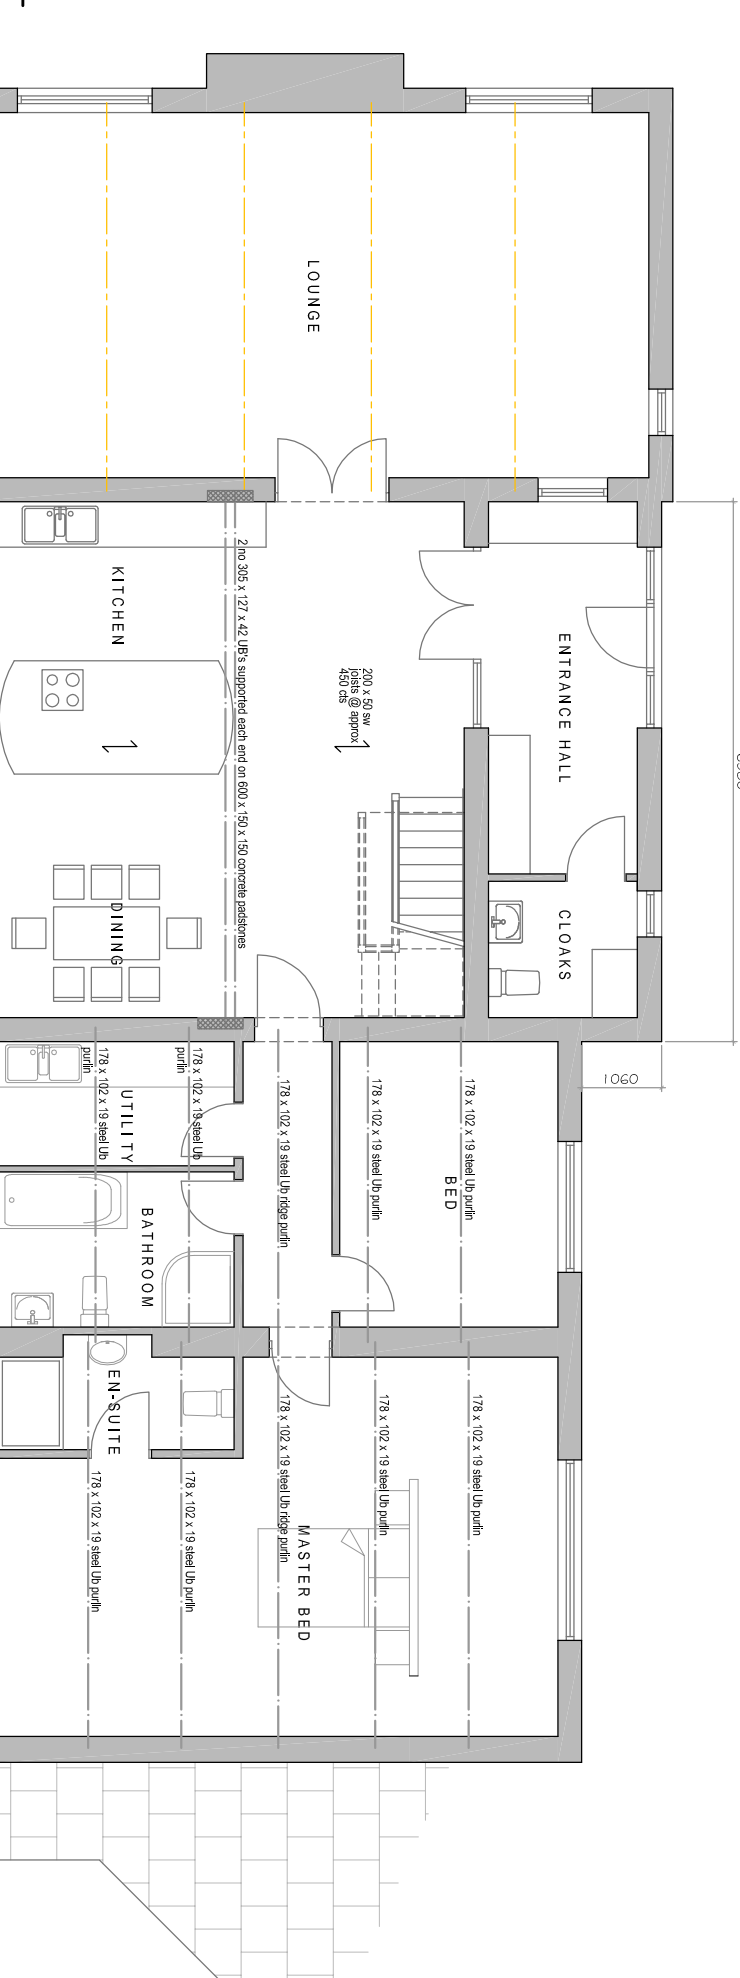 LOUNGE
KITCHEN
2 no 305 x 127 x 42 UB's supported each end on 600 x 150 x 150 concrete padstones
200 x 50 sw
joists @ approx
450 cts
ENTRANCE HALL
DINING
CLOAKS
1060
178 x 102 x 19 steel Ub
purlin
178 x 102 x 19 steel Ub
purlin
UTILITY
178 x 102 x 19 steel Ub ridge purlin
178 x 102 x 19 steel Ub purlin
178 x 102 x 19 steel Ub purlin
BED
BATHROOM
EN-SUITE
178 x 102 x 19 steel Ub ridge purlin
178 x 102 x 19 steel Ub purlin
178 x 102 x 19 steel Ub purlin
178 x 102 x 19 steel Ub purlin
178 x 102 x 19 steel Ub purlin
MASTER BED